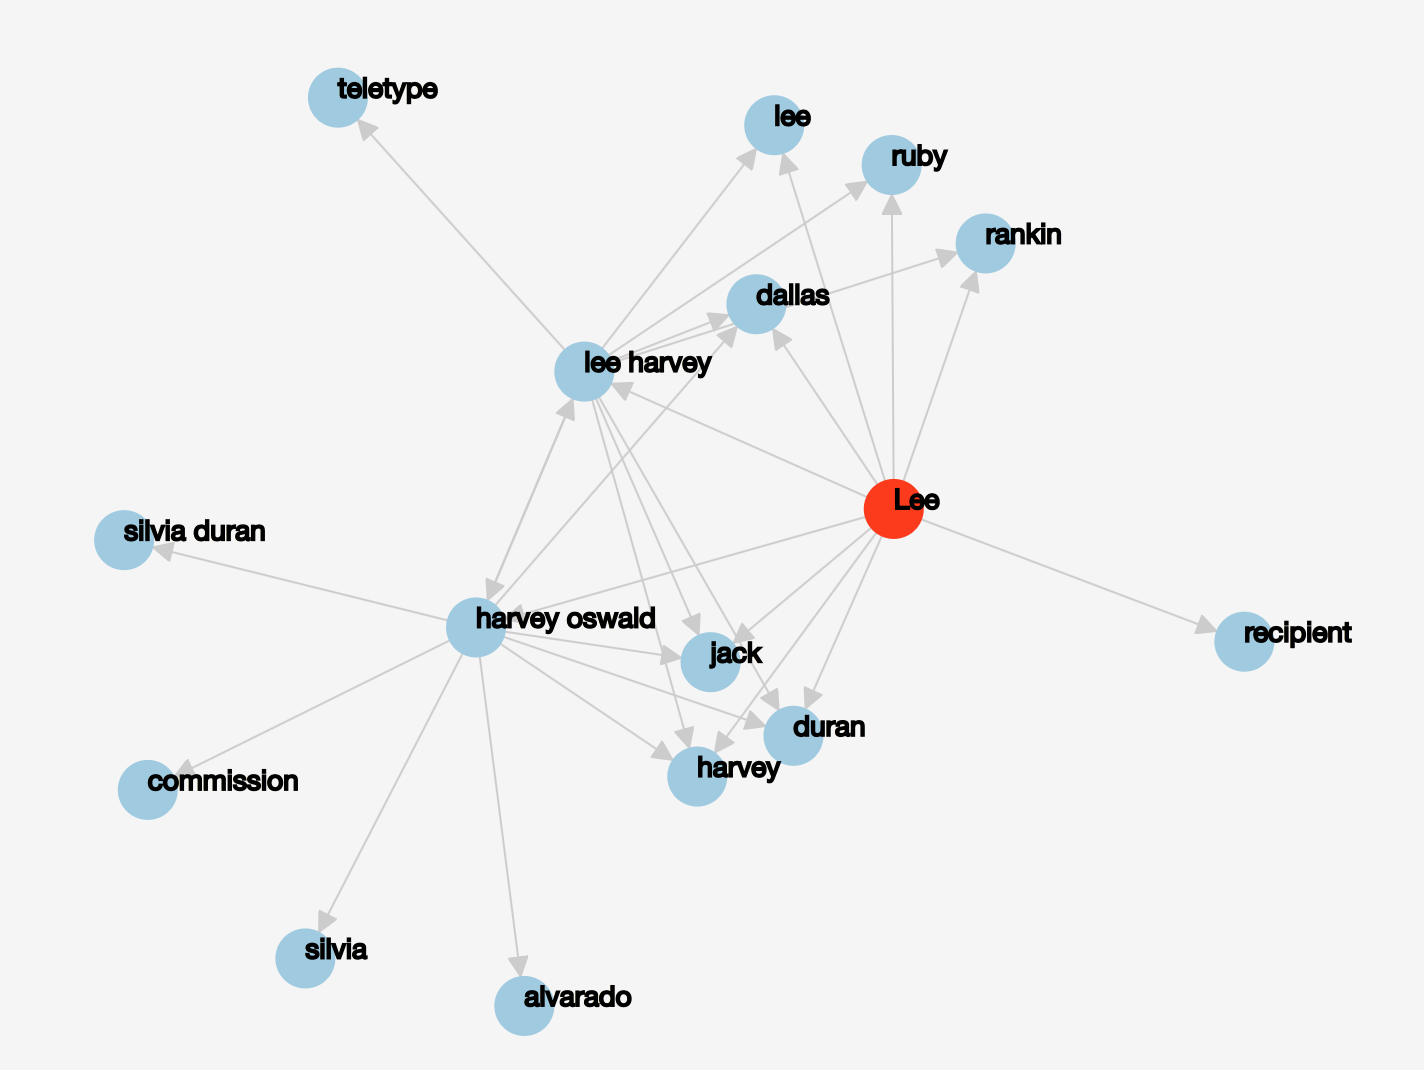 teletype
lee
ruby
rankin
dallas
lee harvey
Lee
silvia duran
harvey oswald
recipient
jack
duran
harvey
commission
silvia
alvarado